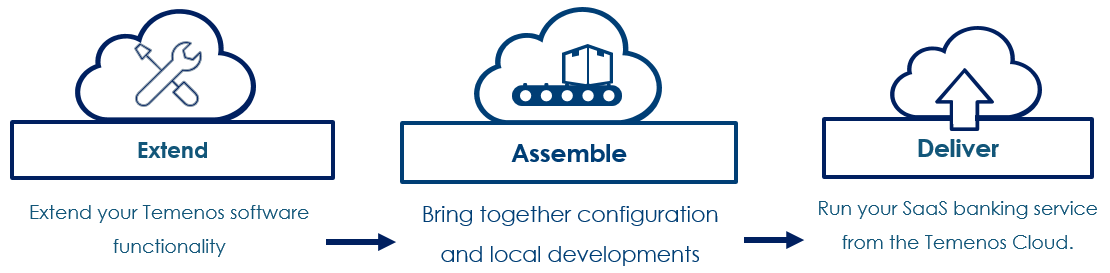 Extend
Extend your Temenos software
functionality
Assemble
Bring together configuration
and local developments
Deliver
Run your SaaS banking service
from the Temenos Cloud.